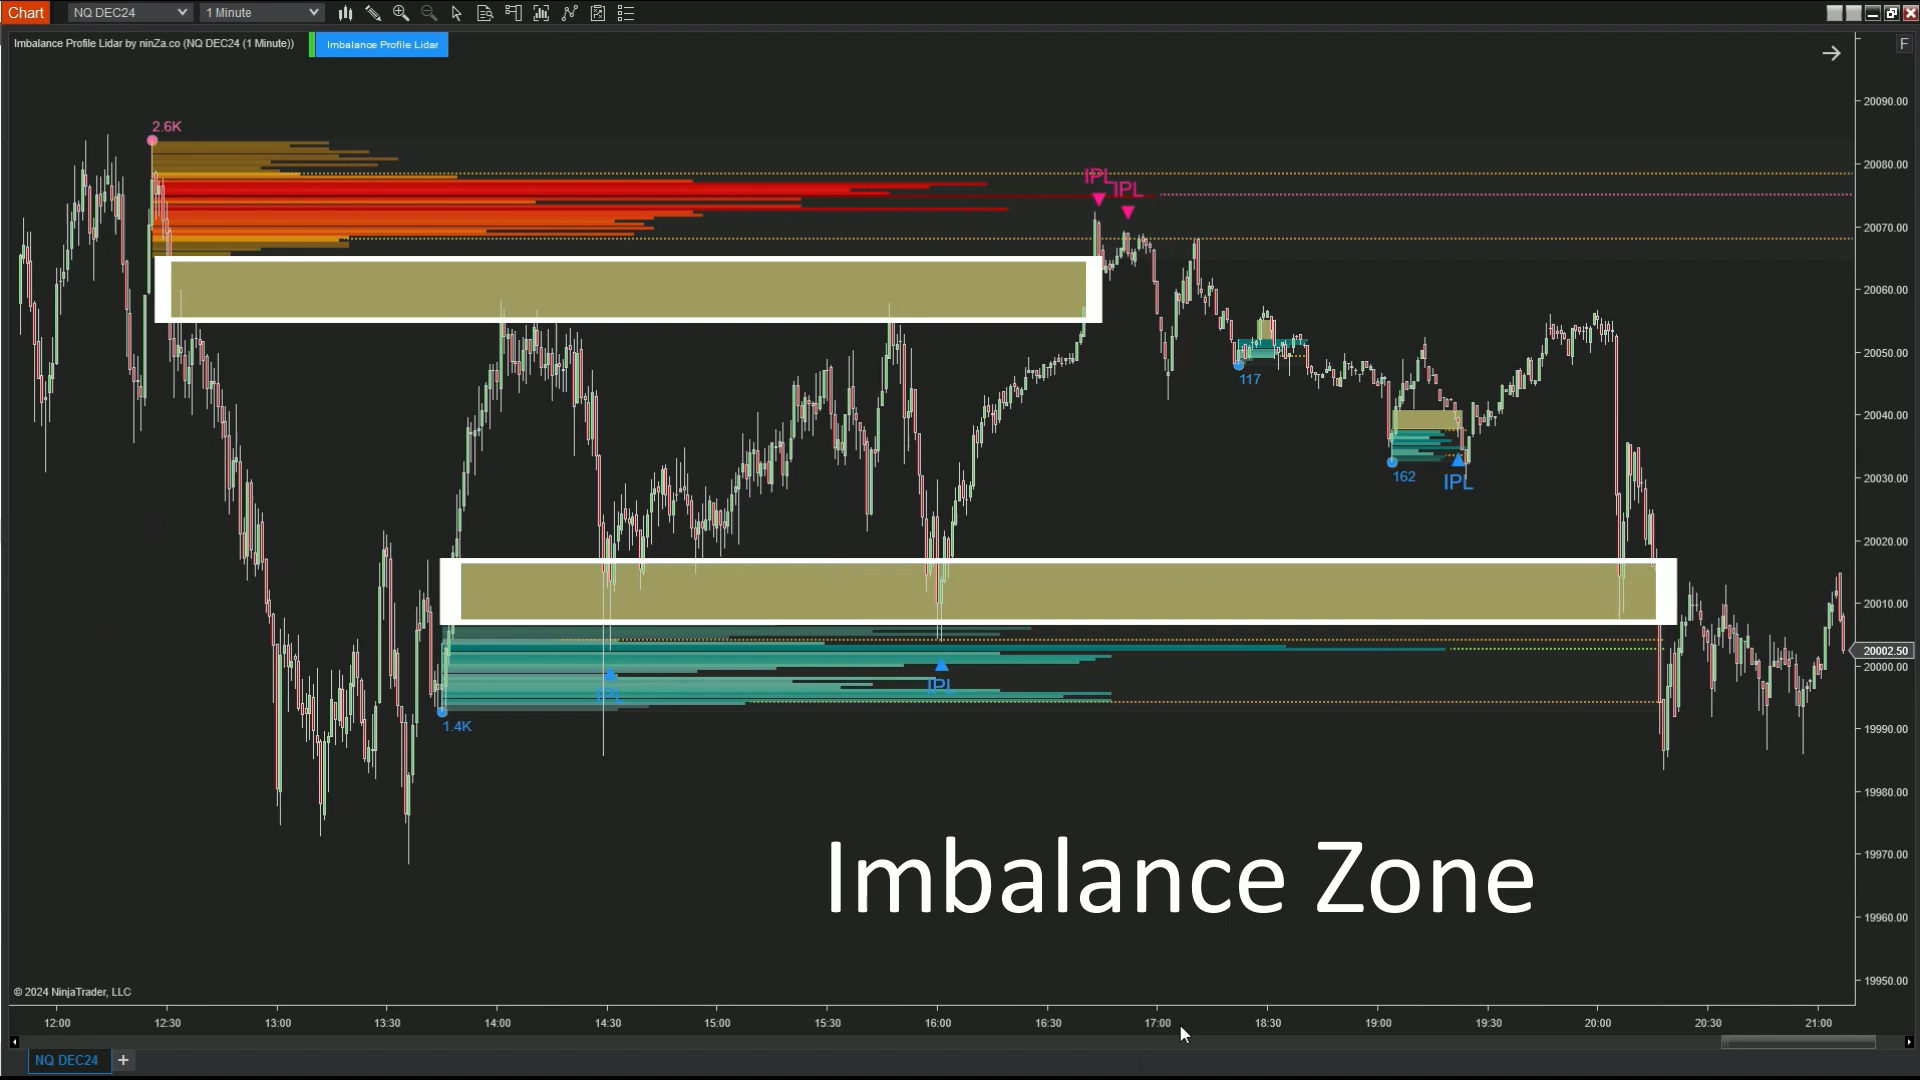 Chart NQ DEC24 1 Minute
Imbalance Profile Lidar by ninZa.co (NQ DEC24 (1 Minute)) Imbalance Profile Lidar
F
20090.00
2.6K
20080.00
IPL
IPL
20070.00
20060.00
20050.00
117
20040.00
20030.00
162
IPL
20020.00
20010.00
20002.50
20000.00
IPL
IPL
1.4K
19990.00
19980.00
19970.00
Imbalance Zone
19960.00
19950.00
© 2024 NinjaTrader, LLC
12:00 12:30 13:00 13:30 14:00 14:30 15:00 15:30 16:00 16:30 17:00 18:30 19:00 19:30 20:00 20:30 21:00
NQ DEC24 +